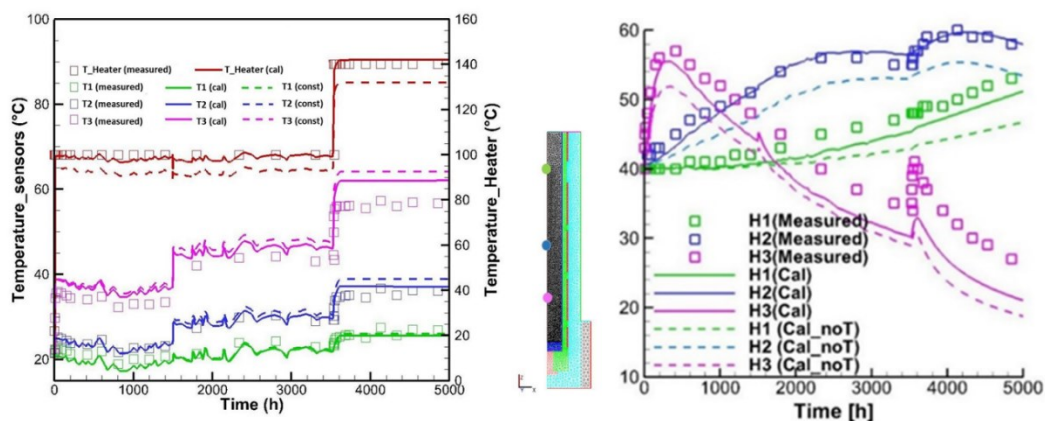 100
80
60
40
20
Temperature_sensors (°C)
160
140
120
100
80
60
40
20
0
Temperature_Heater (°C)
T_Heater (measured) T_Heater (cal)
T1 (measured) T1 (cal) T1 (const)
T2 (measured) T2 (cal) T2 (const)
T3 (measured) T3 (cal) T3 (const)
0 1000 2000 3000 4000 5000
Time (h)
60
50
40
30
20
10
H1(Measured)
H2(Measured)
H3(Measured)
H1(Cal)
H2(Cal)
H3(Cal)
H1 (Cal_noT)
H2 (Cal_noT)
H3 (Cal_noT)
0 1000 2000 3000 4000 5000
Time [h]